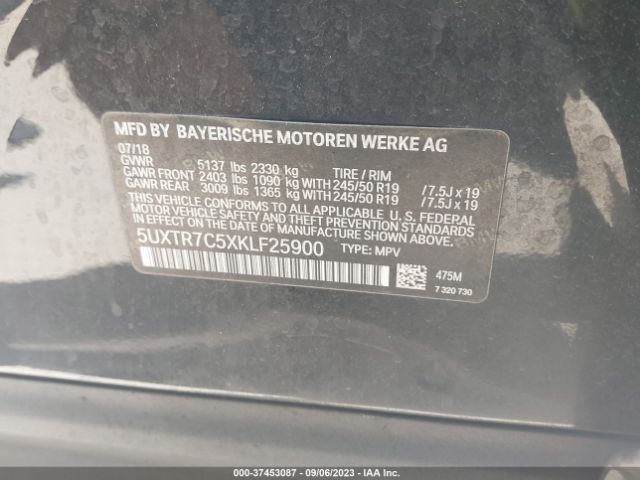 MFD BY BAYERISCHE MOTOREN WERKE AG
07/18
GVWR 5137 lbs 2330 kg TIRE / RIM
GAWR FRONT 2403 lbs 1090 kg WITH 245/50 R19 /7.5J x 19
GAWR REAR 3009 lbs 1365 kg WITH 245/50 R19 /7.5J x 19
THIS VEHICLE CONFORMS TO ALL APPLICABLE U. S. FEDERAL
MOTOR VEHICLE SAFETY AND THEFT PREVENTION STANDARDS
IN EFFECT ON THE DATE OF MANUFACTURE SHOWN ABOVE.
5UXTR7C5XKLF25900 TYPE: MPV
475M
7 320 730
000-37453087 - 09/06/2023 - IAA Inc.